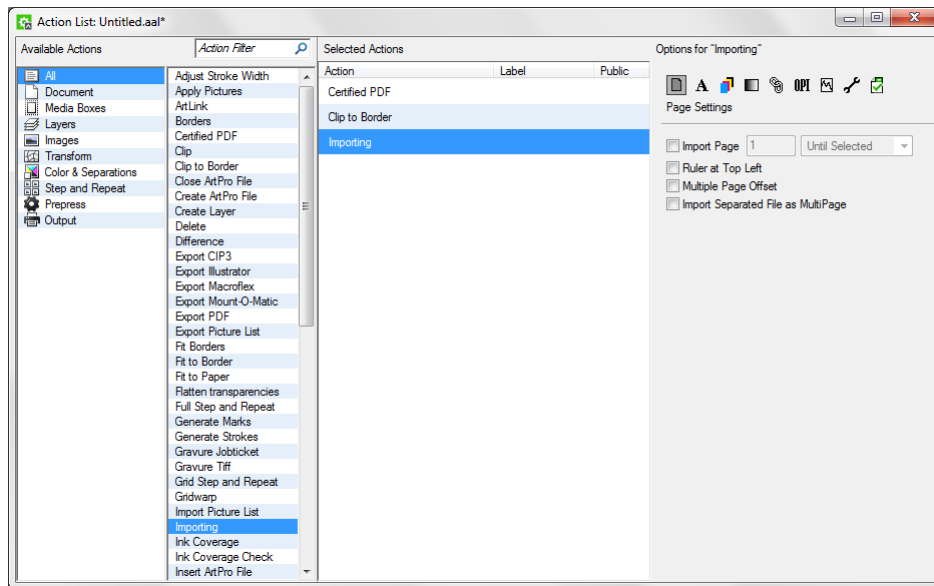 Action List: Untitled.aal*
Available Actions
Action Filter
Selected Actions
Options for "Importing"
All
Document
Media Boxes
Layers
Images
Transform
Color & Separations
Step and Repeat
Prepress
Output
Adjust Stroke Width
Apply Pictures
ArtLink
Borders
Certified PDF
Clip
Clip to Border
Close ArtPro File
Create ArtPro File
Create Layer
Delete
Difference
Export CIP3
Export Illustrator
Export Macroflex
Export Mount-O-Matic
Export PDF
Export Picture List
Fit Borders
Fit to Border
Fit to Paper
Flatten transparencies
Full Step and Repeat
Generate Marks
Generate Strokes
Gravure Jobticket
Gravure Tiff
Grid Step and Repeat
Gridwarp
Import Picture List
Importing
Ink Coverage
Ink Coverage Check
Insert ArtPro File
Action Label Public
Certified PDF
Clip to Border
Importing
A OPI
Page Settings
Import Page 1 Until Selected
Ruler at Top Left
Multiple Page Offset
Import Separated File as MultiPage